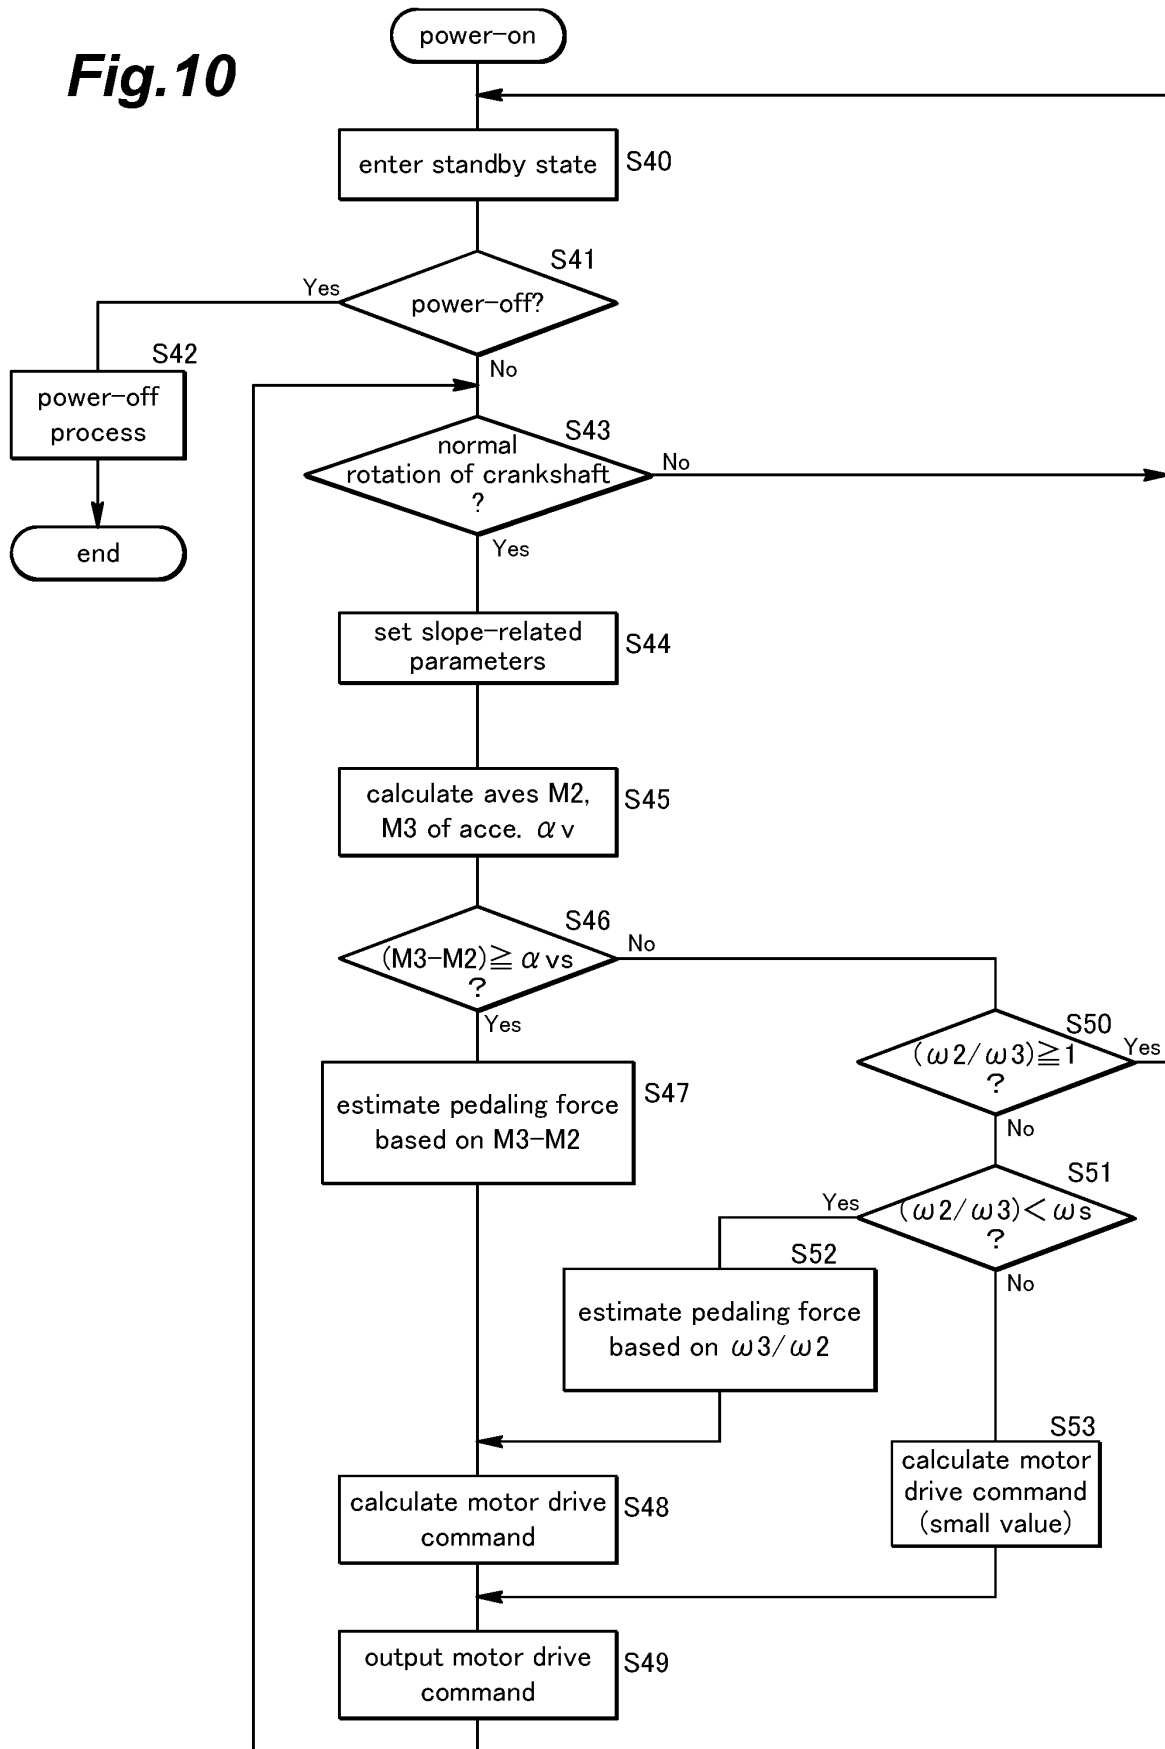 Fig.10
power-on
enter standby state
S40
S41
Yes
power-off?
No
S42
power-off
process
end
S43
normal
rotation of crankshaft
?
No
Yes
set slope-related
parameters
S44
calculate aves M2,
M3 of acce. αv
S45
S46
(M3-M2)≧αvs
?
No
Yes
S50
(ω2/ω3)≧1
?
Yes
No
estimate pedaling force
based on M3-M2
S47
S51
Yes
(ω2/ω3)<ωs
?
No
S52
estimate pedaling force
based on ω3/ω2
S53
calculate motor
drive command
(small value)
calculate motor drive
command
S48
output motor drive
command
S49